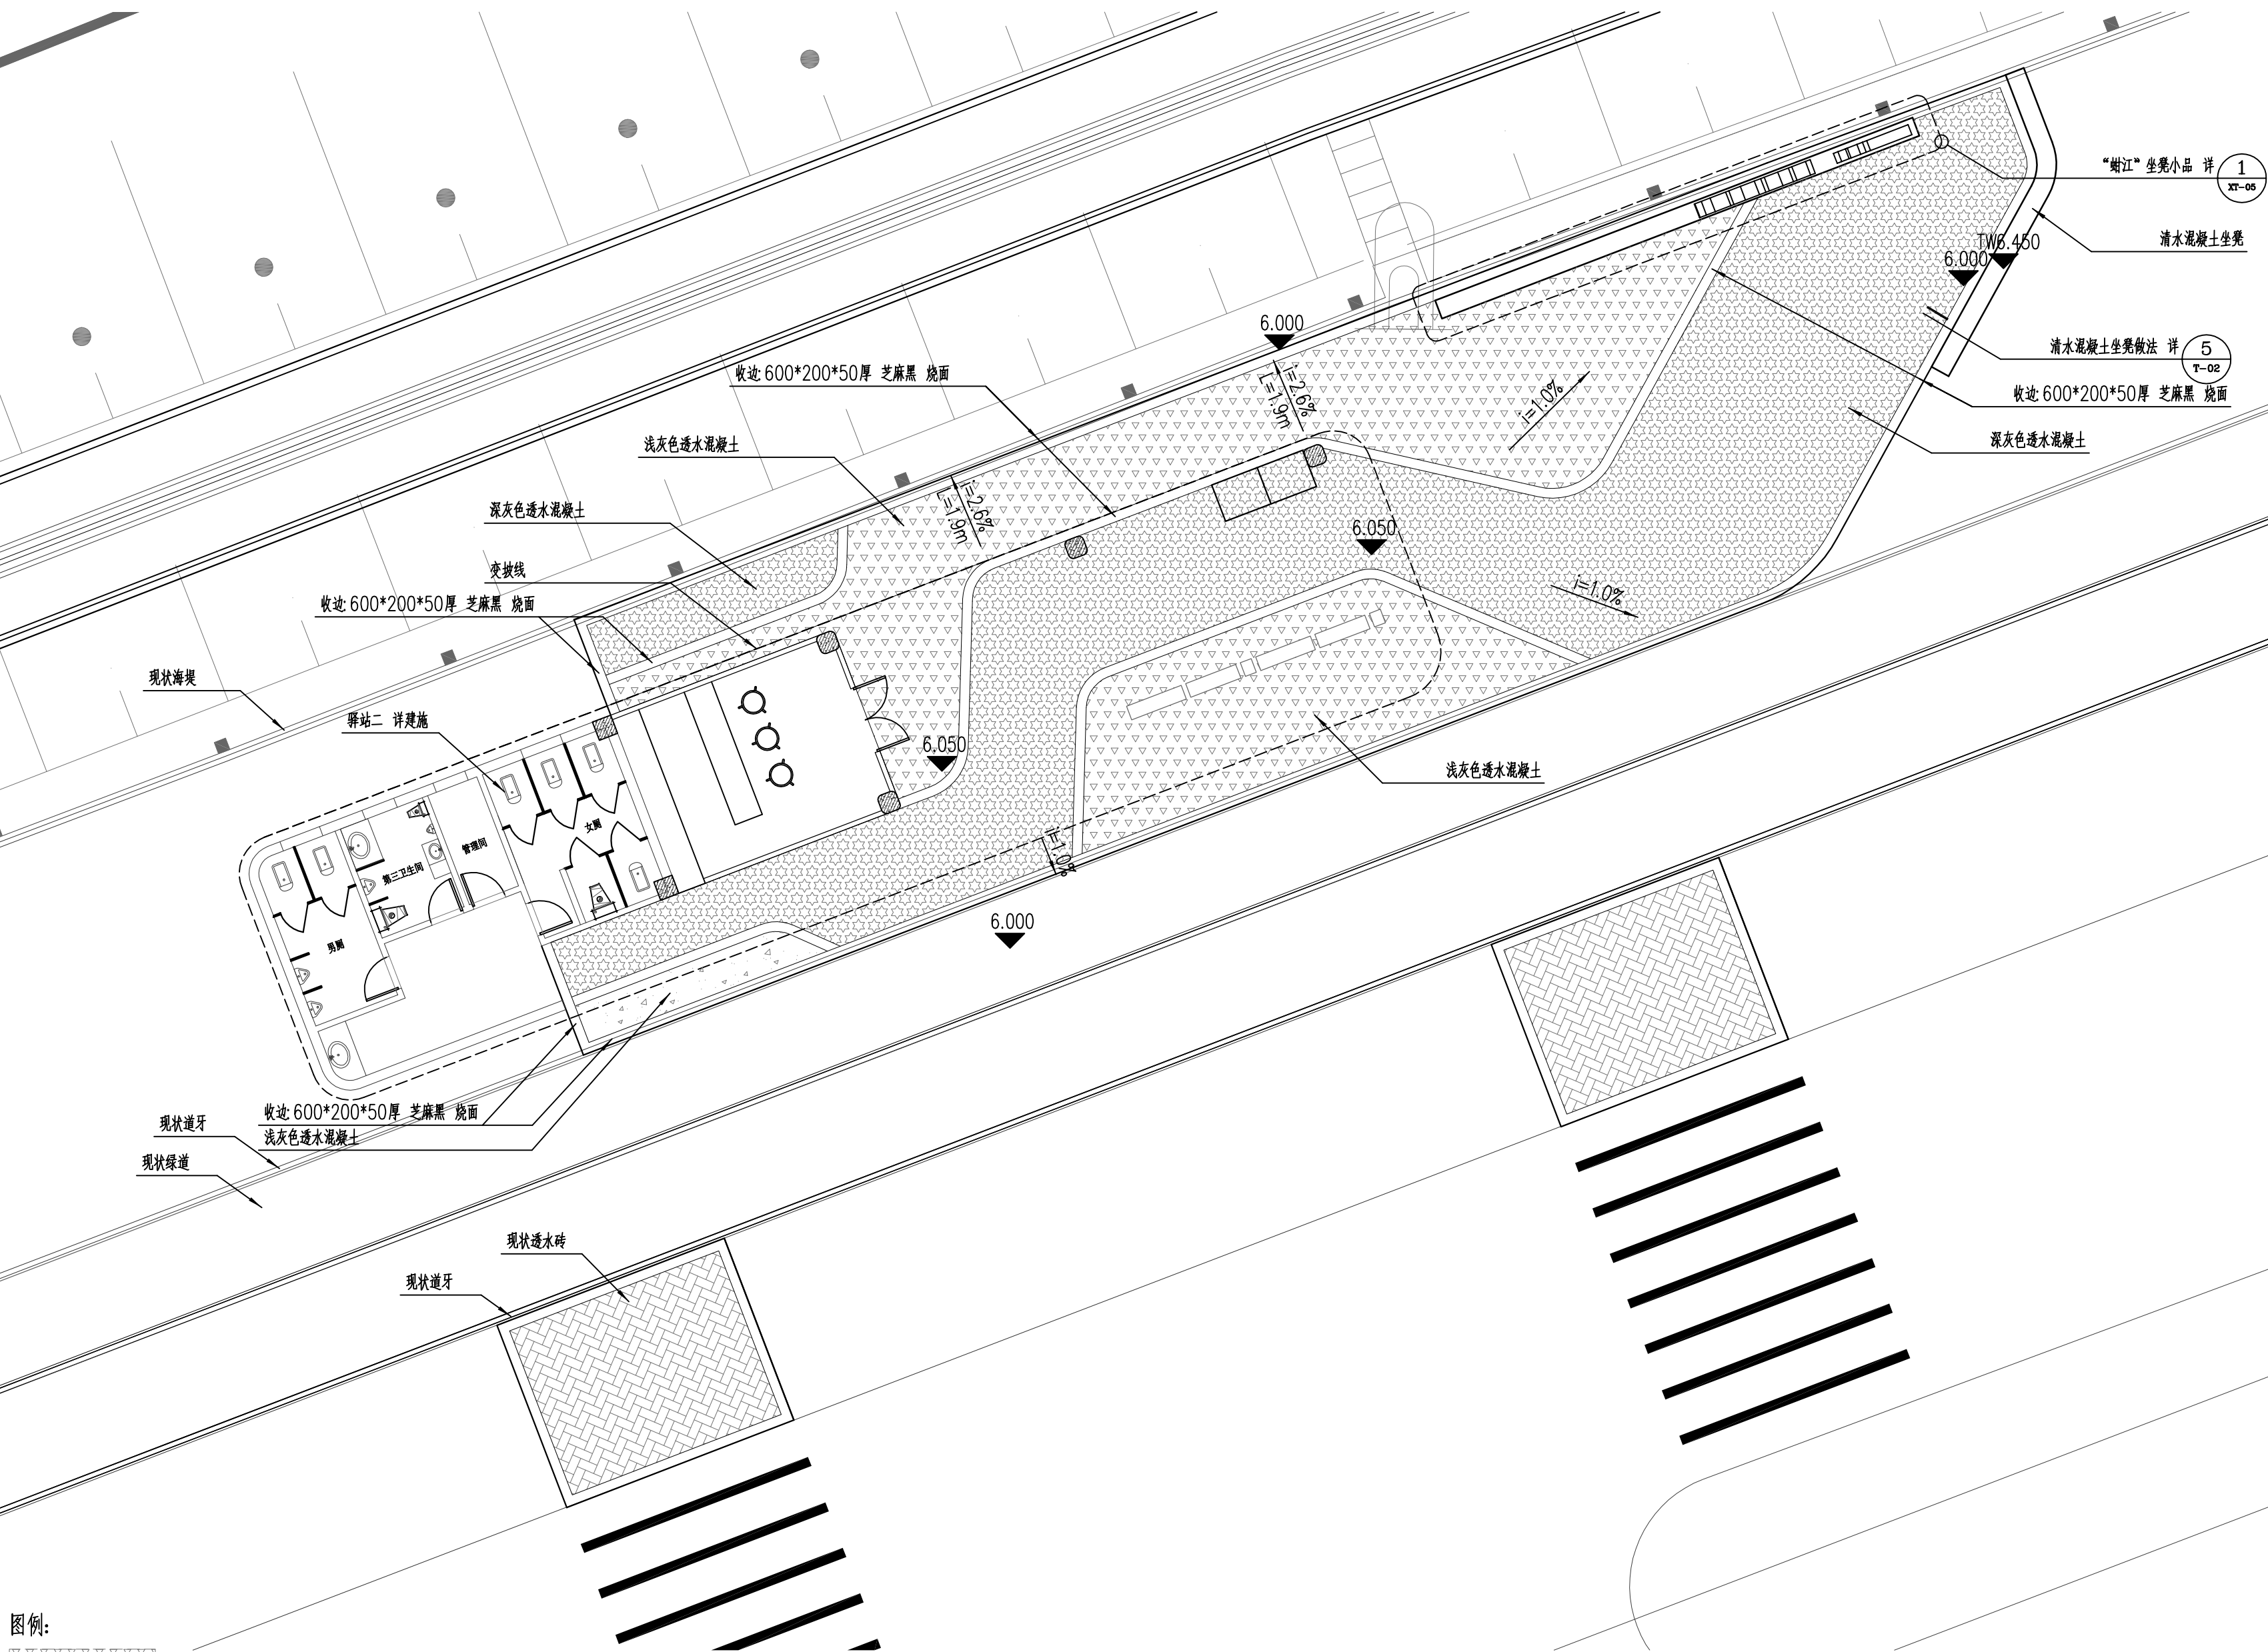 “蚶江”坐凳小品 详
1
XT-05
清水混凝土坐凳
TW6.450
6.000
清水混凝土坐凳做法 详
5
T-02
收边:600*200*50厚 芝麻黑 烧面
深灰色透水混凝土
6.000
i=2.6%
L=1.9m
i=1.0%
收边:600*200*50厚 芝麻黑 烧面
浅灰色透水混凝土
i=2.6%
L=1.9m
深灰色透水混凝土
6.050
变坡线
i=1.0%
收边:600*200*50厚 芝麻黑 烧面
现状海堤
驿站二 详建施
6.050
浅灰色透水混凝土
女厕
管理间
第三卫生间
男厕
i=1.0%
6.000
收边:600*200*50厚 芝麻黑 烧面
浅灰色透水混凝土
现状道牙
现状绿道
现状透水砖
现状道牙
图例: